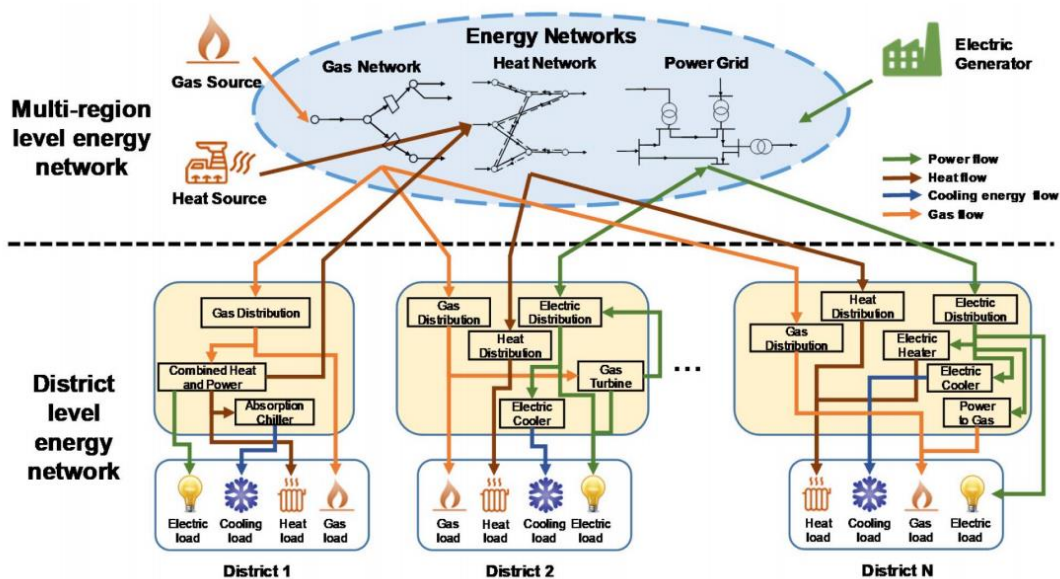 Energy Networks
Gas Source
Gas Network
Heat Network
Power Grid
Electric
Generator
Multi-region
level energy
network
Heat Source
Power flow
Heat flow
Cooling energy flow
Gas flow
Gas Distribution
Combined Heat
and Power
Absorption
Chiller
Gas
Distribution
Electric
Distribution
Heat
Distribution
Gas
Turbine
Electric
Cooler
...
Heat
Distribution
Electric
Distribution
Gas
Distribution
Electric
Heater
Electric
Cooler
Power
to Gas
District
level
energy
network
Electric
load
Cooling
load
Heat
load
Gas
load
Gas
load
Heat
load
Cooling
load
Electric
load
Heat
load
Cooling
load
Gas
load
Electric
load
District 1
District 2
District N